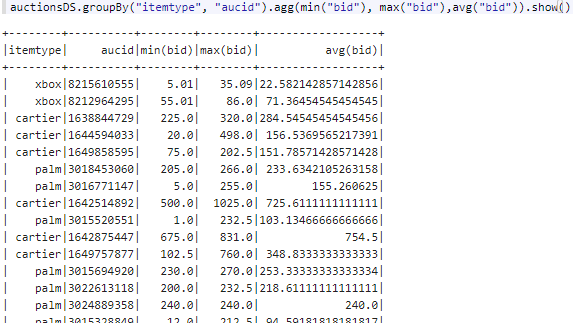 auctionsDS.groupBy("itemtype", "aucid").agg(min("bid"), max("bid"),avg("bid")).show()
+--------+----------+--------+--------+------------------+
|itemtype|     aucid|min(bid)|max(bid)|          avg(bid)|
+--------+----------+--------+--------+------------------+
|    xbox|8215610555|    5.01|   35.09|22.582142857142856|
|    xbox|8212964295|   55.01|    86.0| 71.36454545454545|
| cartier|1638844729|   225.0|   320.0|284.54545454545456|
| cartier|1644594033|    20.0|   498.0| 156.5369565217391|
| cartier|1649858595|    75.0|   202.5|151.78571428571428|
|    palm|3018453060|   205.0|   266.0| 233.6342105263158|
|    palm|3016771147|     5.0|   255.0|        155.260625|
| cartier|1642514892|   500.0|  1025.0| 725.6111111111111|
|    palm|3015520551|     1.0|   232.5|103.13466666666666|
| cartier|1642875447|   675.0|   831.0|             754.5|
| cartier|1649757877|   102.5|   760.0| 348.8333333333333|
|    palm|3015694920|   230.0|   270.0|253.33333333333334|
|    palm|3022613118|   200.0|   232.5|218.61111111111111|
|    palm|3024889358|   240.0|   240.0|             240.0|
|    palm|3015328849|    12.0|   212.5| 94.59181818181817|